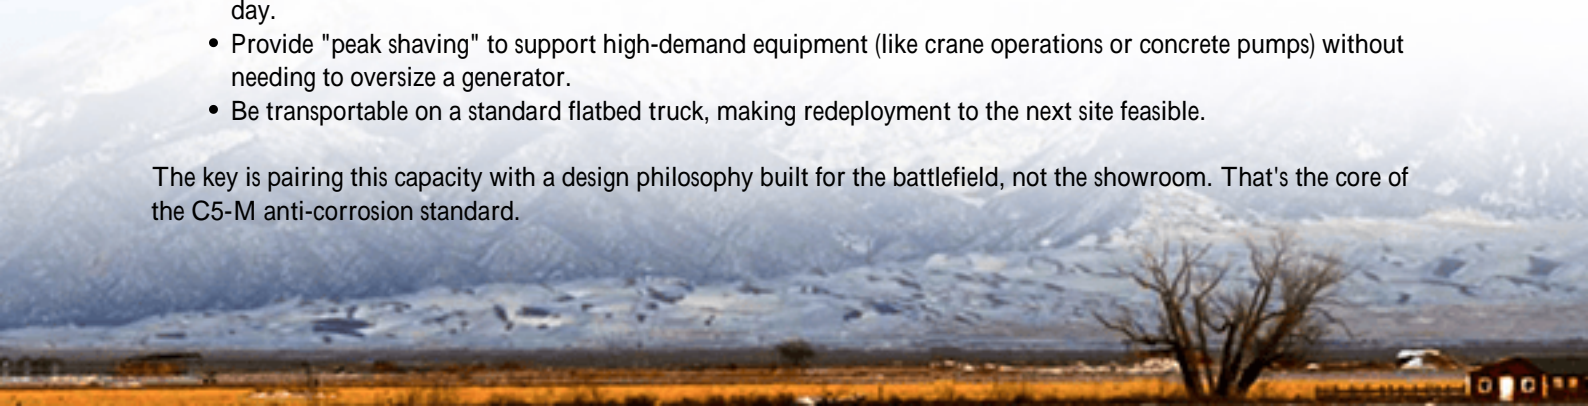 day.
• Provide "peak shaving" to support high-demand equipment (like crane operations or concrete pumps) without
needing to oversize a generator.
• Be transportable on a standard flatbed truck, making redeployment to the next site feasible.
The key is pairing this capacity with a design philosophy built for the battlefield, not the showroom. That's the core of
the C5-M anti-corrosion standard.